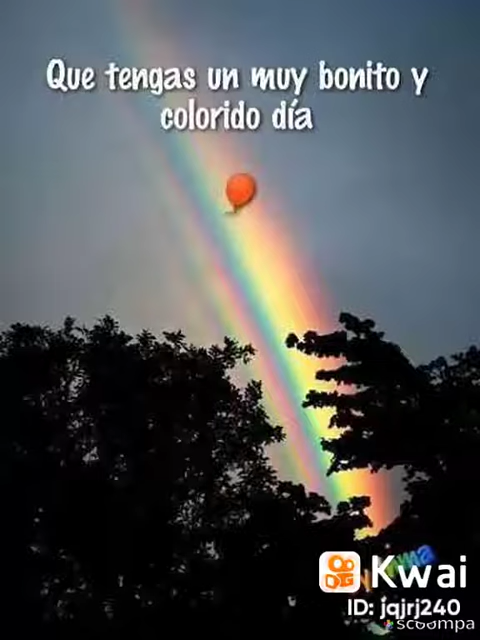 Que tengas un muy bonito y
colorido día
Kwai
ID: jqjrj240
scoompa